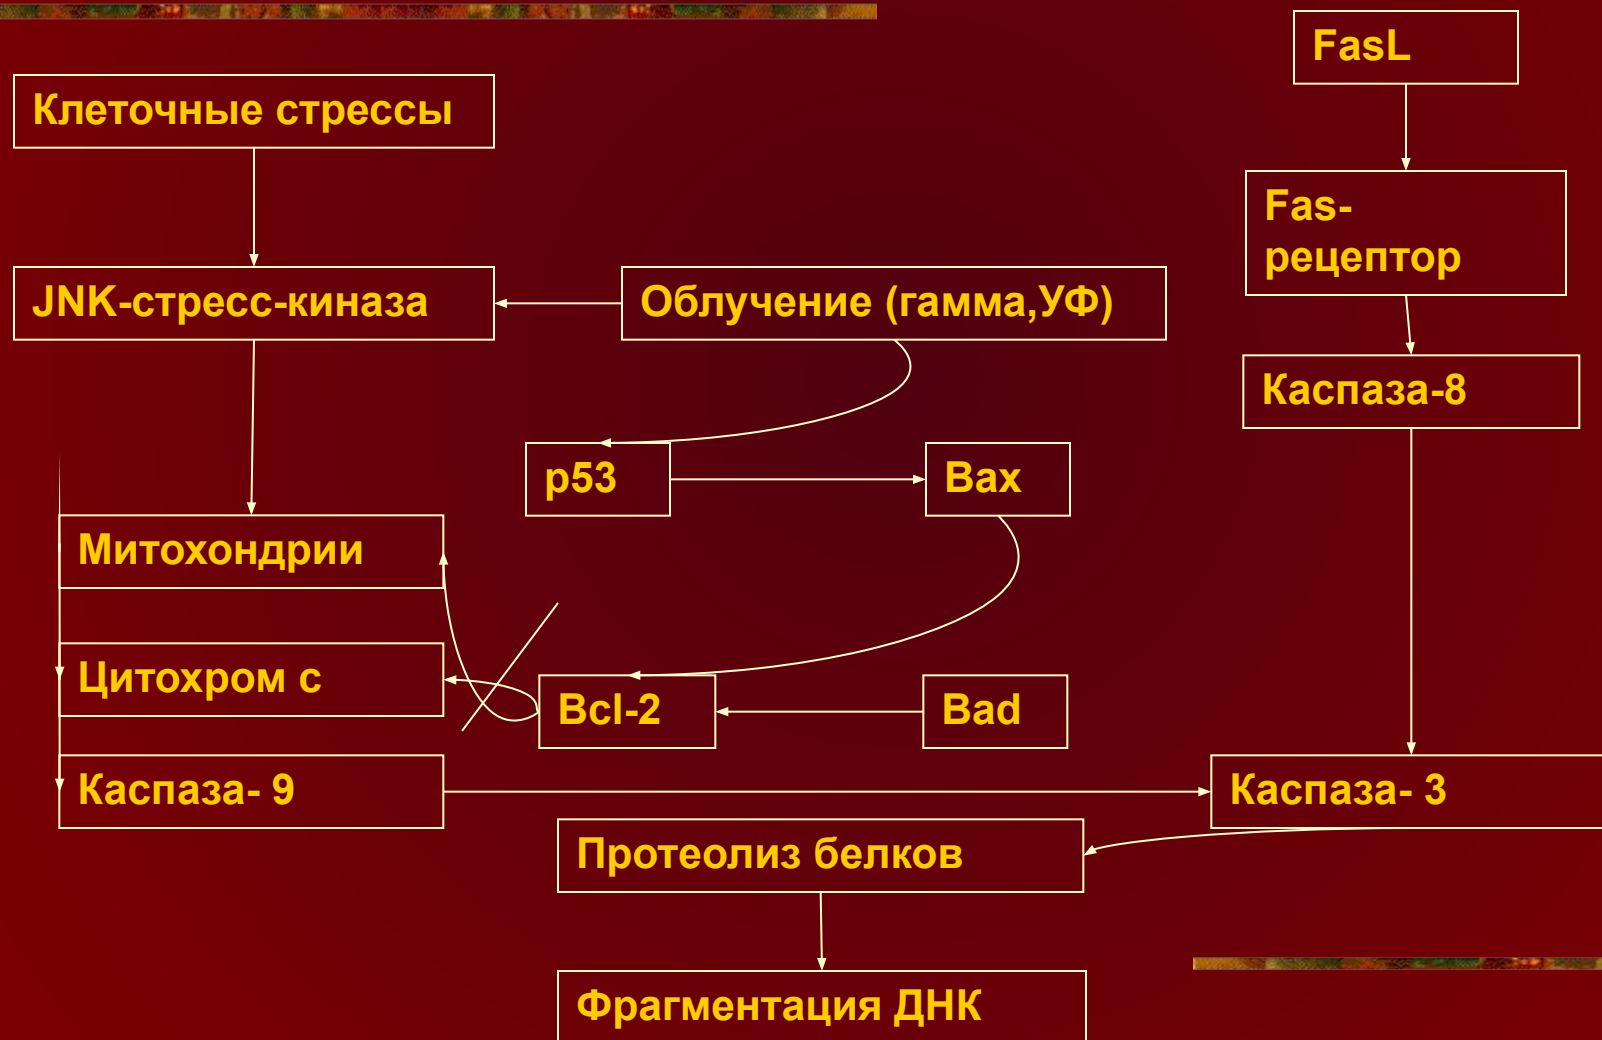 FasL
Клеточные стрессы
Fas-
рецептор
JNK-стресс-киназа
Облучение (гамма,УФ)
Каспаза-8
p53
Bax
Митохондрии
Цитохром с
Bcl-2
Bad
Каспаза- 9
Каспаза- 3
Протеолиз белков
Фрагментация ДНК